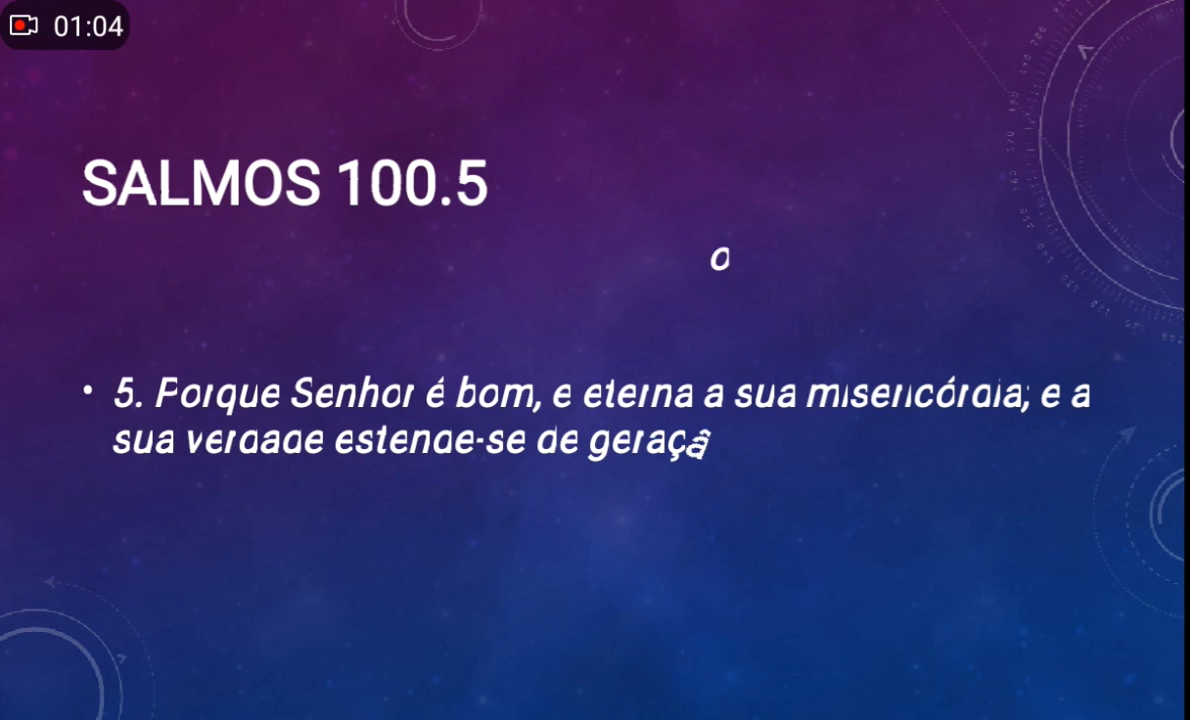 01:04
SALMOS 100.5
o
• 5. Porque Senhor é bom, e eterna a sua misericórdia; e a
sua verdade estende-se de geraçã